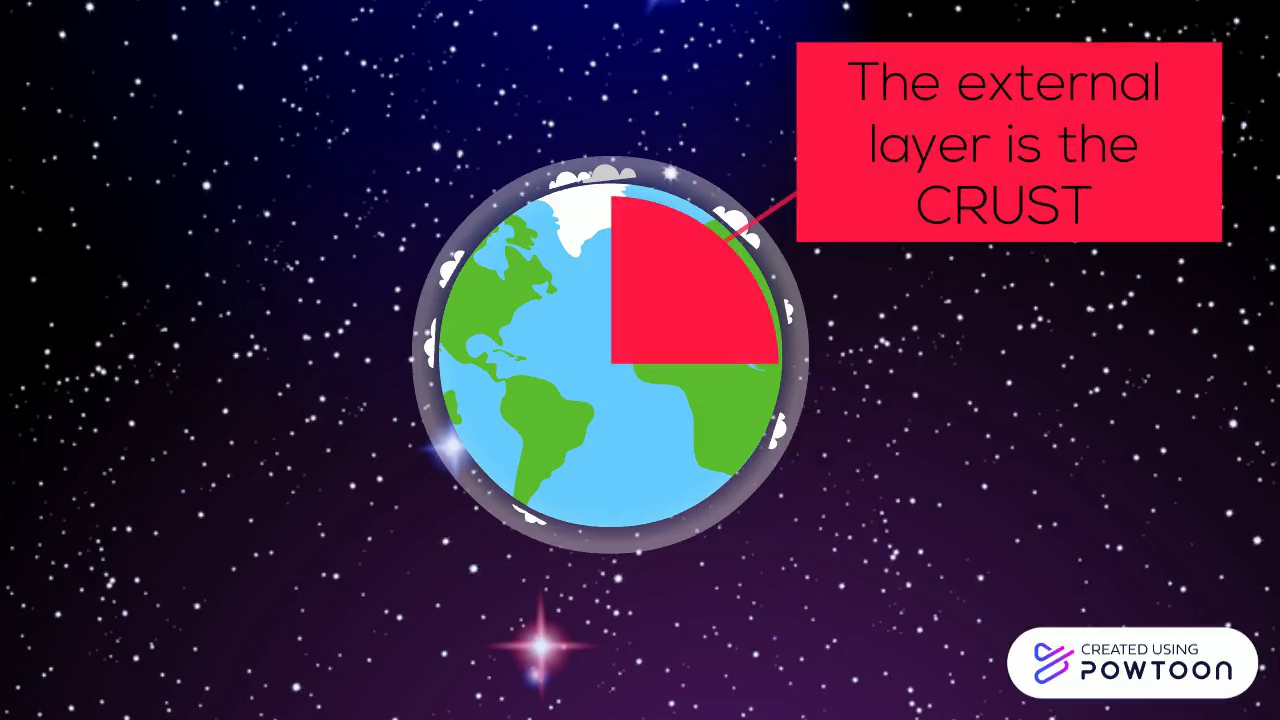 The external
layer is the
CRUST
CREATED USING
POWTOON